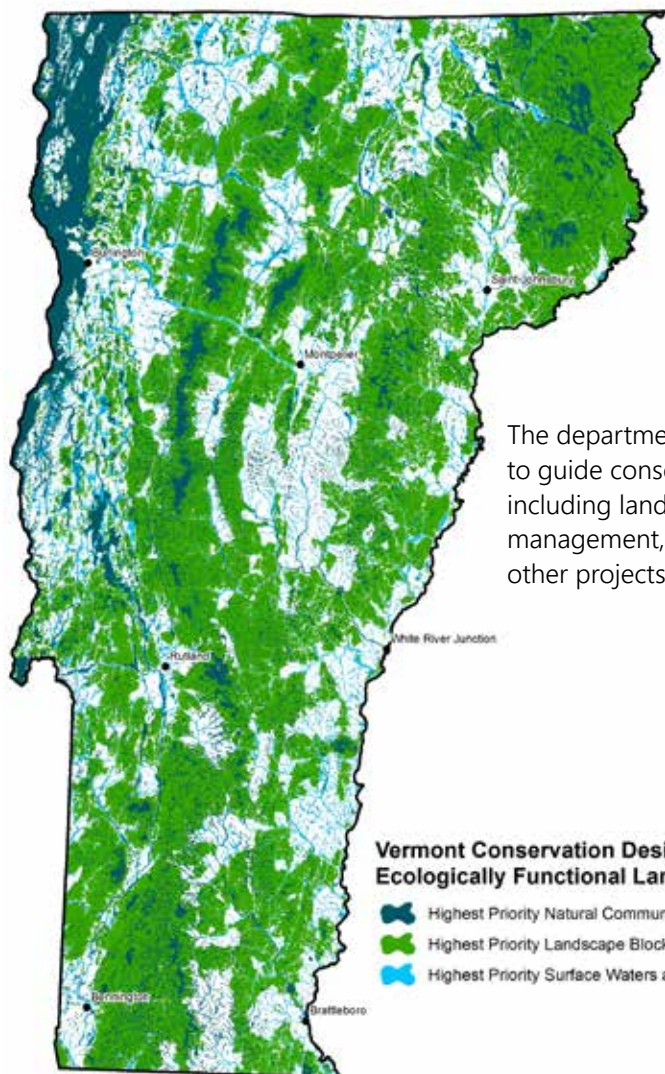 Burlington
Saint Johnsbury
Montpelier
The departme
to guide conse
including land
management,
other projects
White River Junction
Rutland
Vermont Conservation Desi
Ecologically Functional Lan
Highest Priority Natural Commun
Highest Priority Landscape Block
Highest Priority Surface Waters a
Bennington
Brattleboro